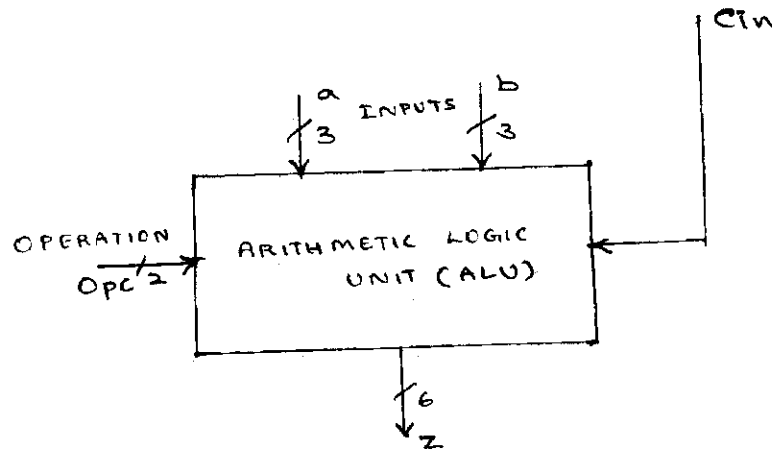 Cin
a INPUTS b
3 3
OPERATION
Opc 2
ARITHMETIC LOGIC
UNIT (ALU)
6
Z